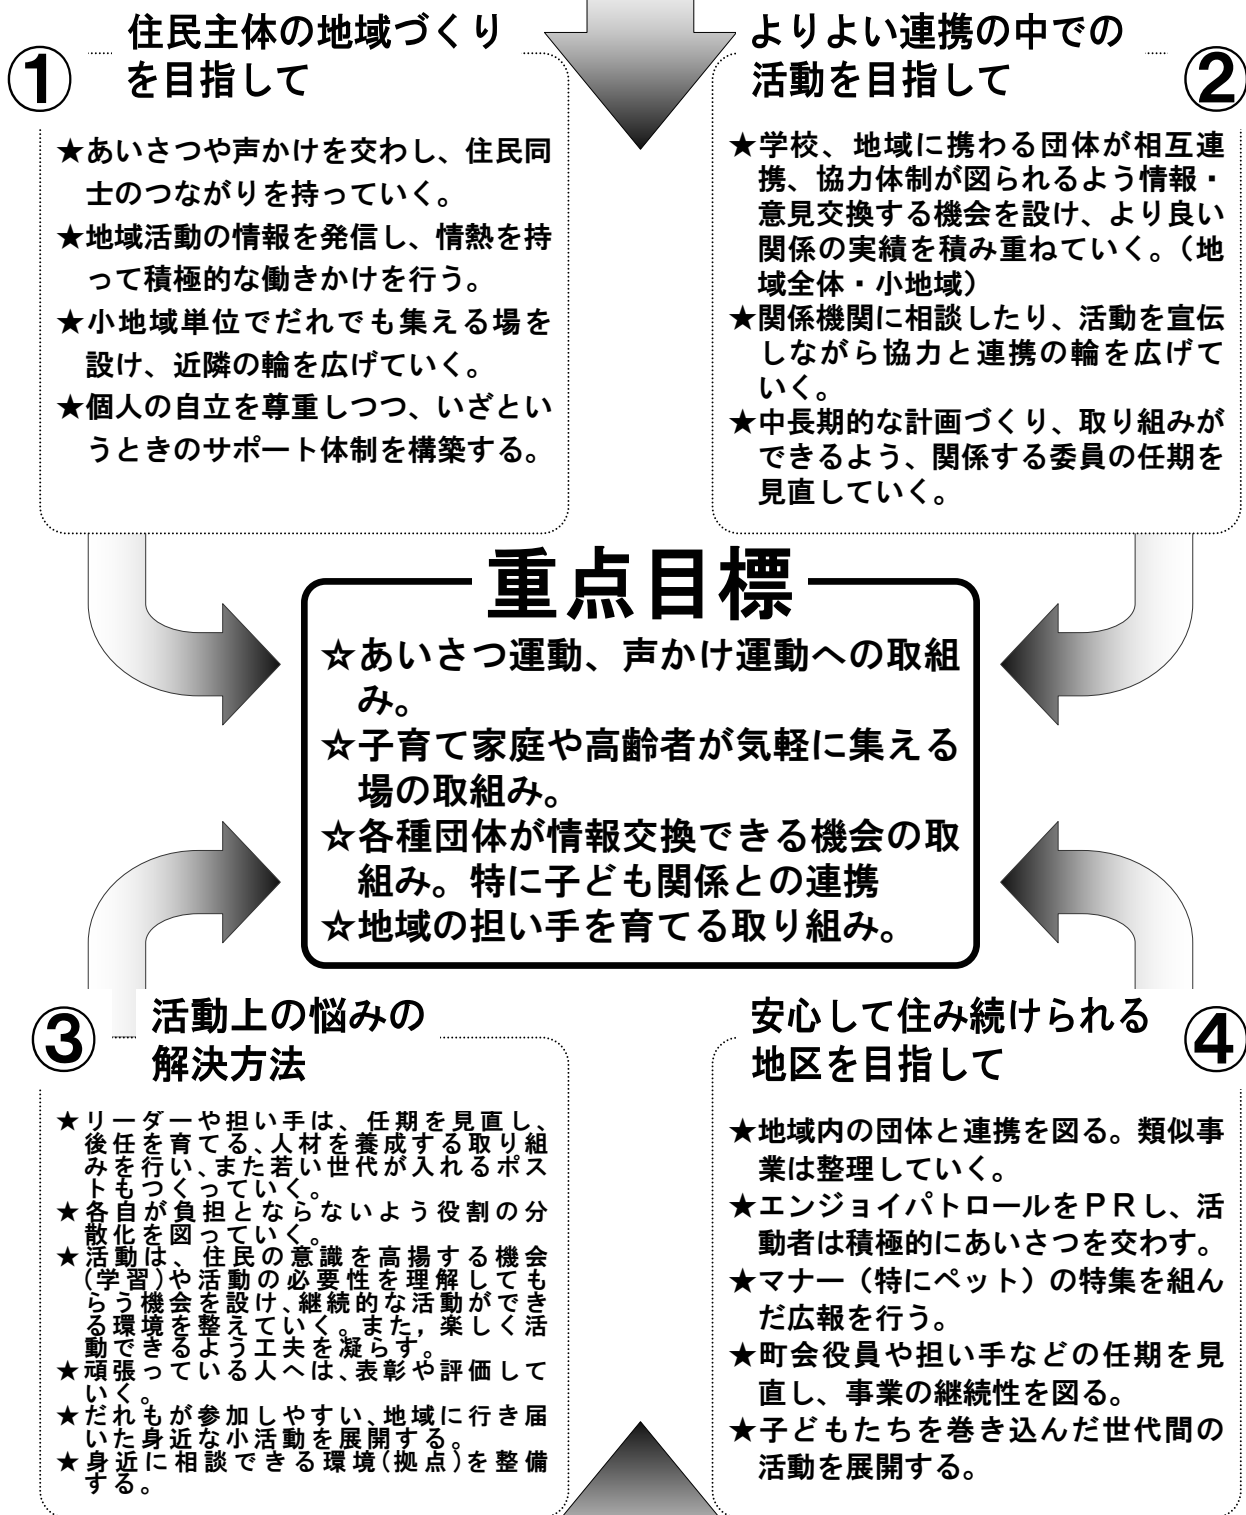 ①
住民主体の地域づくり
を目指して
★あいさつや声かけを交わし、住民同
士のつながりを持っていく。
★地域活動の情報を発信し、情熱を持
って積極的な働きかけを行う。
★小地域単位でだれでも集える場を
設け、近隣の輪を広げていく。
★個人の自立を尊重しつつ、いざとい
うときのサポート体制を構築する。
よりよい連携の中での
活動を目指して
②
★学校、地域に携わる団体が相互連
携、協力体制が図られるよう情報・
意見交換する機会を設け、より良い
関係の実績を積み重ねていく。（地
域全体・小地域）
★関係機関に相談したり、活動を宣伝
しながら協力と連携の輪を広げて
いく。
★中長期的な計画づくり、取り組みが
できるよう、関係する委員の任期を
見直していく。
重点目標
☆あいさつ運動、声かけ運動への取組
み。
☆子育て家庭や高齢者が気軽に集える
場の取組み。
☆各種団体が情報交換できる機会の取
組み。特に子ども関係との連携
☆地域の担い手を育てる取り組み。
③
活動上の悩みの
解決方法
★リーダーや担い手は、任期を見直し、
後任を育てる、人材を養成する取り組
みを行い、また若い世代が入れるポス
トもつくっていく。
★各自が負担とならないよう役割の分
散化を図っていく。
★活動は、住民の意識を高揚する機会
(学習)や活動の必要性を理解しても
らう機会を設け、継続的な活動ができ
る環境を整えていく。また，楽しく活
動できるよう工夫を凝らす。
★頑張っている人へは、表彰や評価して
いく。
★だれもが参加しやすい、地域に行き届
いた身近な小活動を展開する。
★身近に相談できる環境(拠点)を整備
する。
安心して住み続けられる
地区を目指して
④
★地域内の団体と連携を図る。類似事
業は整理していく。
★エンジョイパトロールをＰＲし、活
動者は積極的にあいさつを交わす。
★マナー（特にペット）の特集を組ん
だ広報を行う。
★町会役員や担い手などの任期を見
直し、事業の継続性を図る。
★子どもたちを巻き込んだ世代間の
活動を展開する。